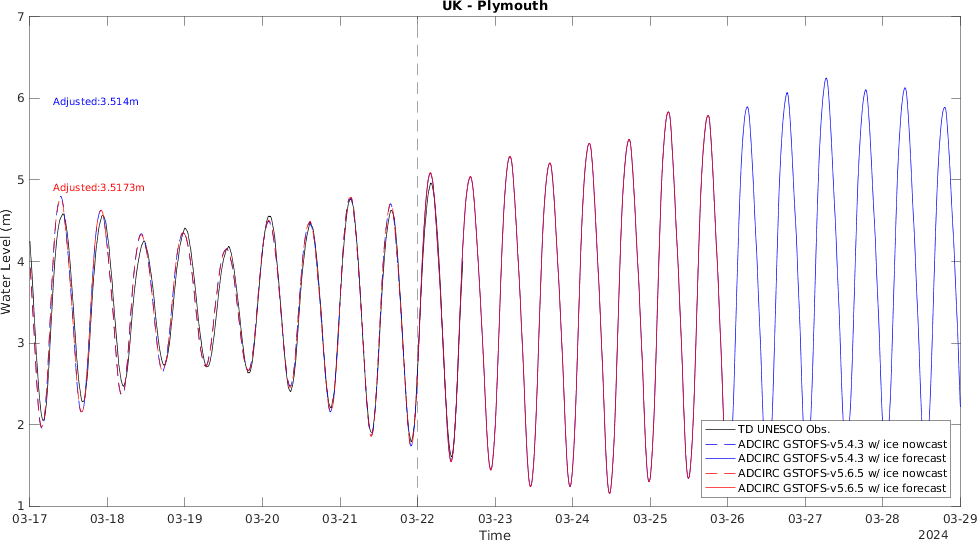 UK - Plymouth
7
6
5
4
3
2
1
Water Level (m)
Adjusted:3.514m
Adjusted:3.5173m
TD UNESCO Obs.
ADCIRC GSTOFS-v5.4.3 w/ ice nowcast
ADCIRC GSTOFS-v5.4.3 w/ ice forecast
ADCIRC GSTOFS-v5.6.5 w/ ice nowcast
ADCIRC GSTOFS-v5.6.5 w/ ice forecast
03-17 03-18 03-19 03-20 03-21 03-22 03-23 03-24 03-25 03-26 03-27 03-28 03-29
Time
2024